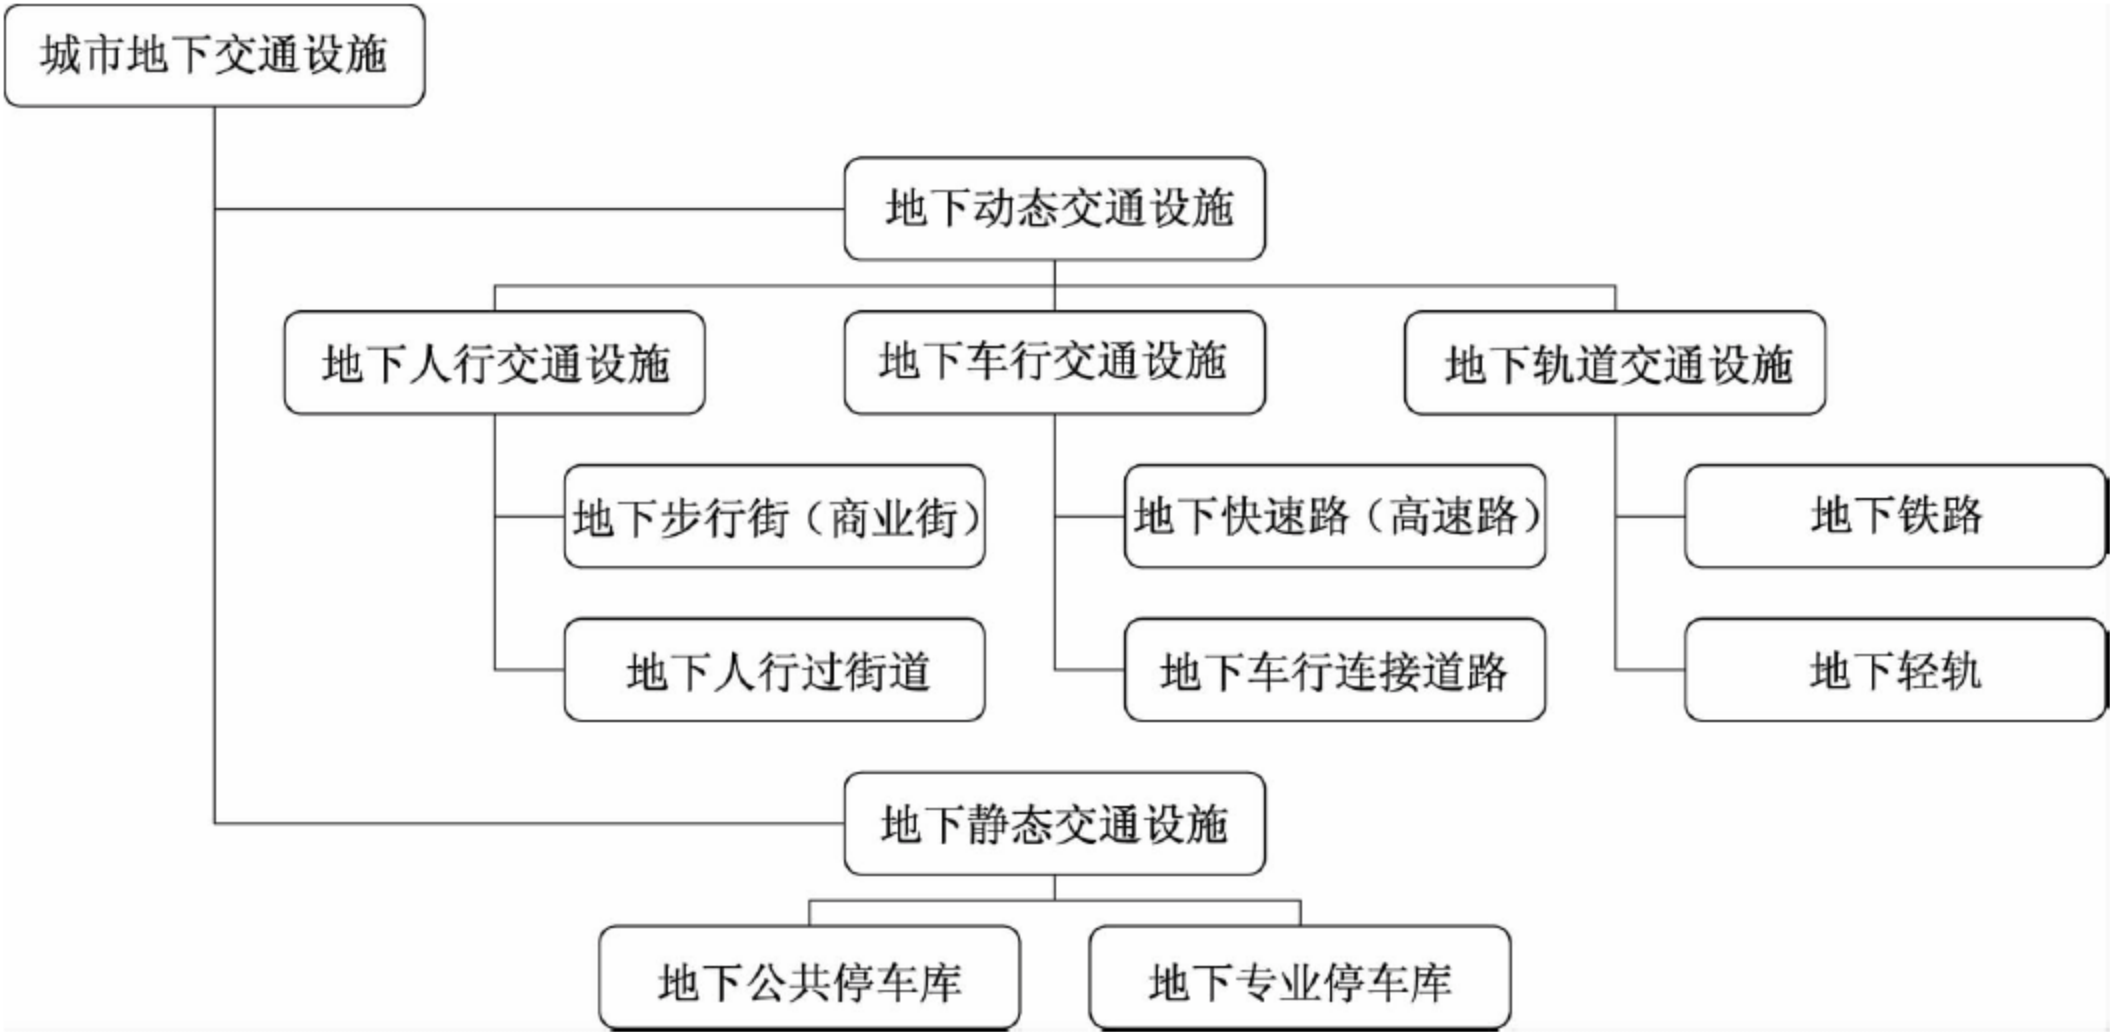 城市地下交通设施
地下动态交通设施
地下人行交通设施
地下车行交通设施
地下轨道交通设施
地下步行街（商业街）
地下快速路（高速路）
地下铁路
地下人行过街道
地下车行连接道路
地下轻轨
地下静态交通设施
地下公共停车库
地下专业停车库